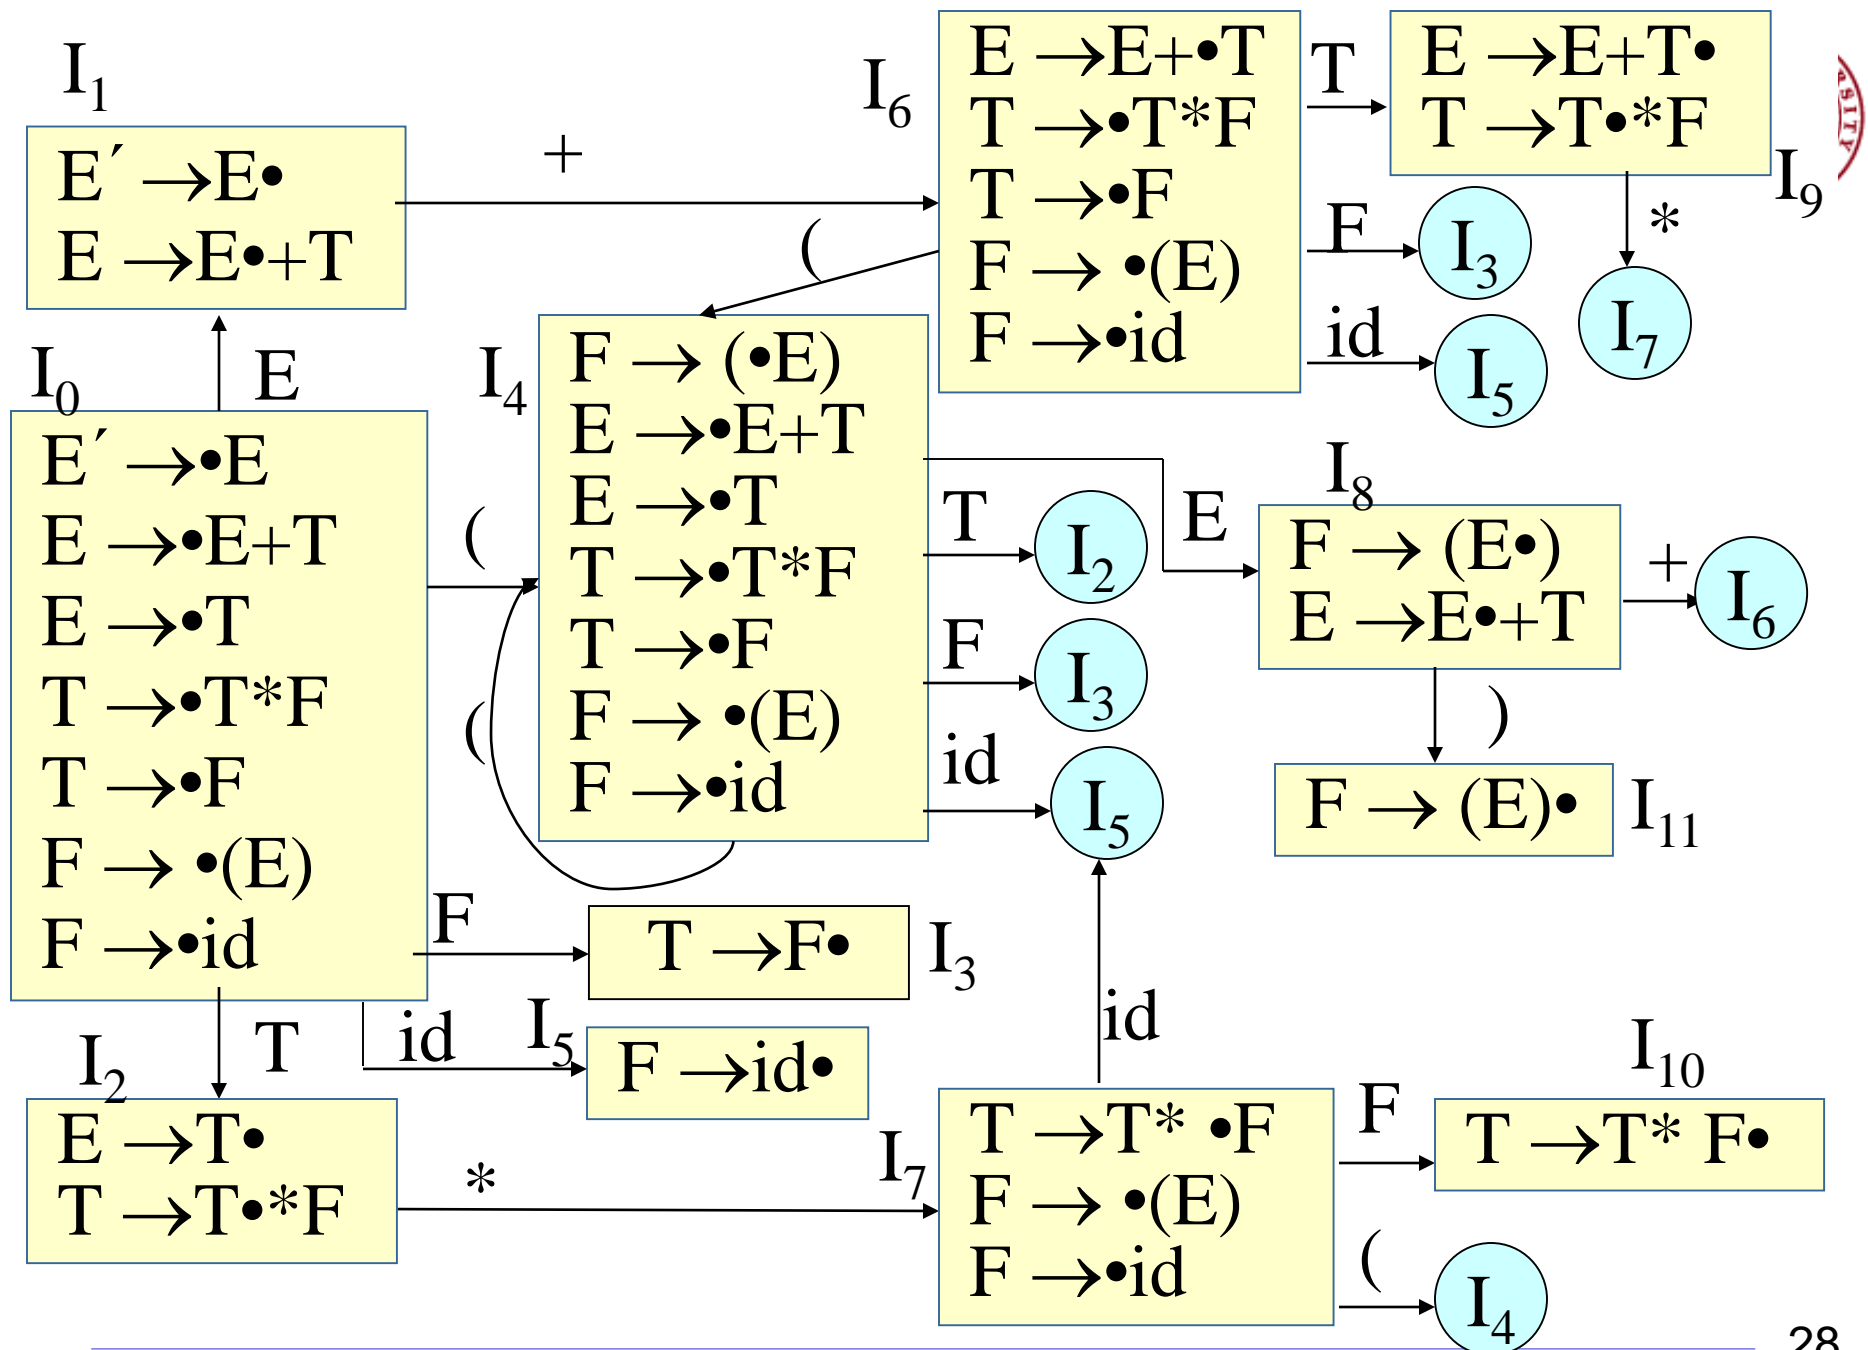 I₁
E´ →E•
E →E•+T
+
I₆
E →E+•T
T →•T*F
T →•F
F → •(E)
F →•id
T
E →E+T•
T →T•*F
I₉
*
I₇
F
I₃
id
I₅
(
E
I₀
E´ →•E
E →•E+T
E →•T
T →•T*F
T →•F
F → •(E)
F →•id
(
I₄
F → (•E)
E →•E+T
E →•T
T →•T*F
T →•F
F → •(E)
F →•id
(
T
I₂
F
I₃
id
I₅
E
I₈
F → (E•)
E →E•+T
+
I₆
)
F → (E)•
I₁₁
F
T →F•
I₃
id
I₅
F →id•
T
I₂
E →T•
T →T•*F
*
I₇
T →T* •F
F → •(E)
F →•id
id
F
I₁₀
T →T* F•
(
I₄
28